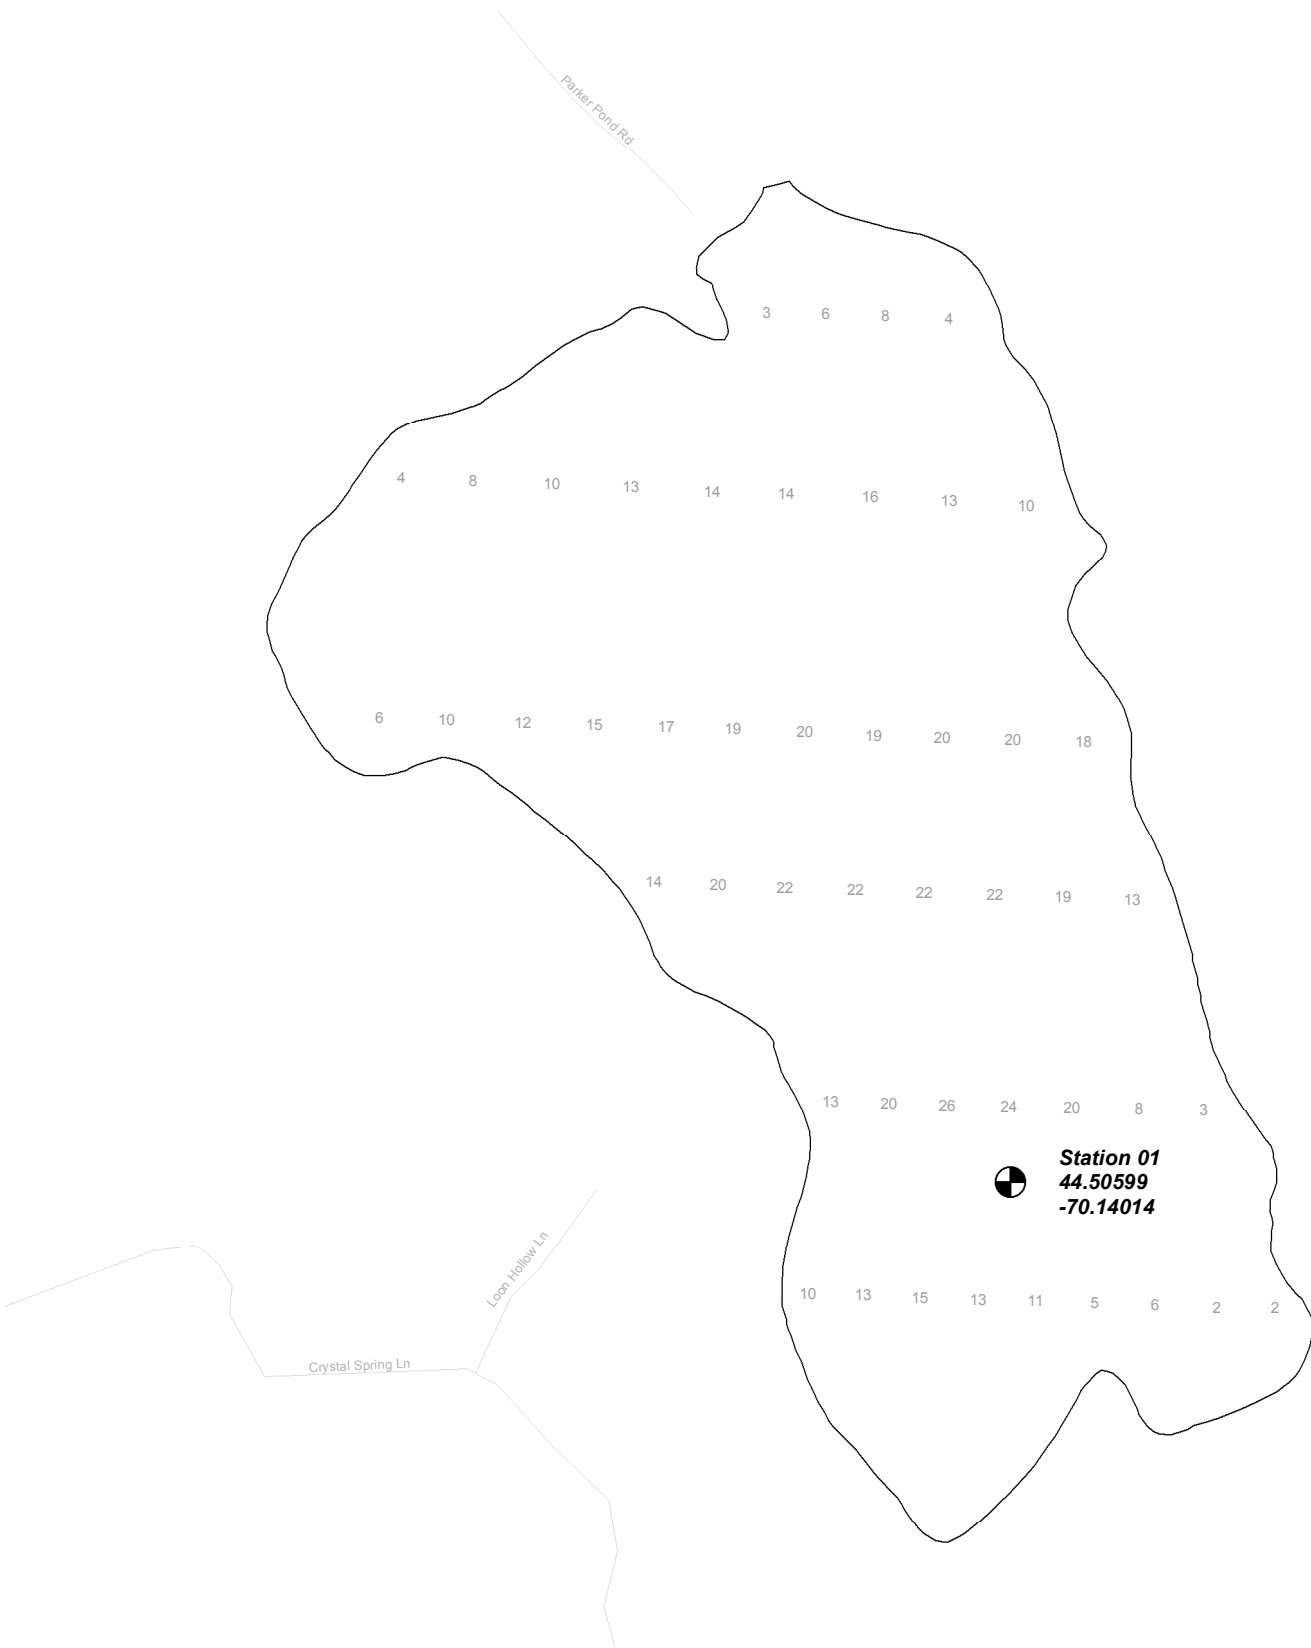 Parker Pond Rd
3 6 8 4
4 8 10 13 14 14 16 13 10
6 10 12 15 17 19 20 19 20 20 18
14 20 22 22 22 22 19 13
13 20 26 24 20 8 3
Station 01
44.50599
-70.14014
Loon Hollow Ln
10 13 15 13 11 5 6 2 2
Crystal Spring Ln